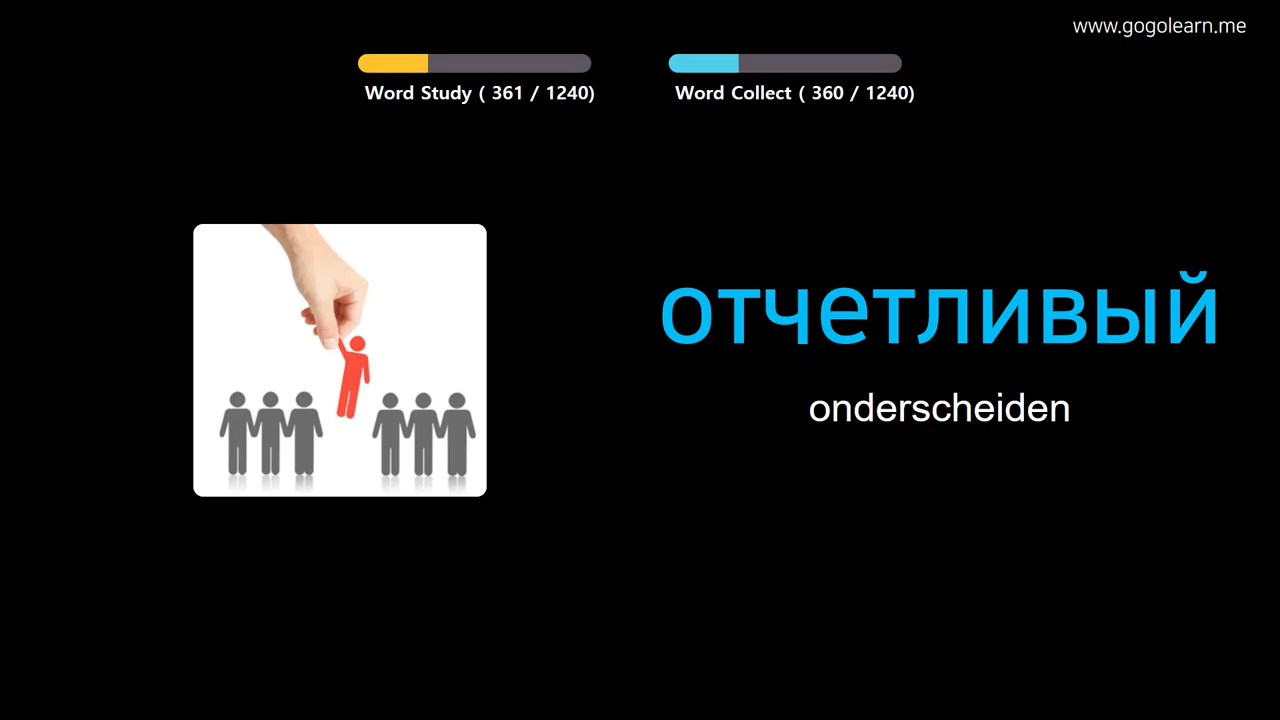 www.gogolearn.me
Word Study ( 361 / 1240)
Word Collect ( 360 / 1240)
отчетливый
onderscheiden